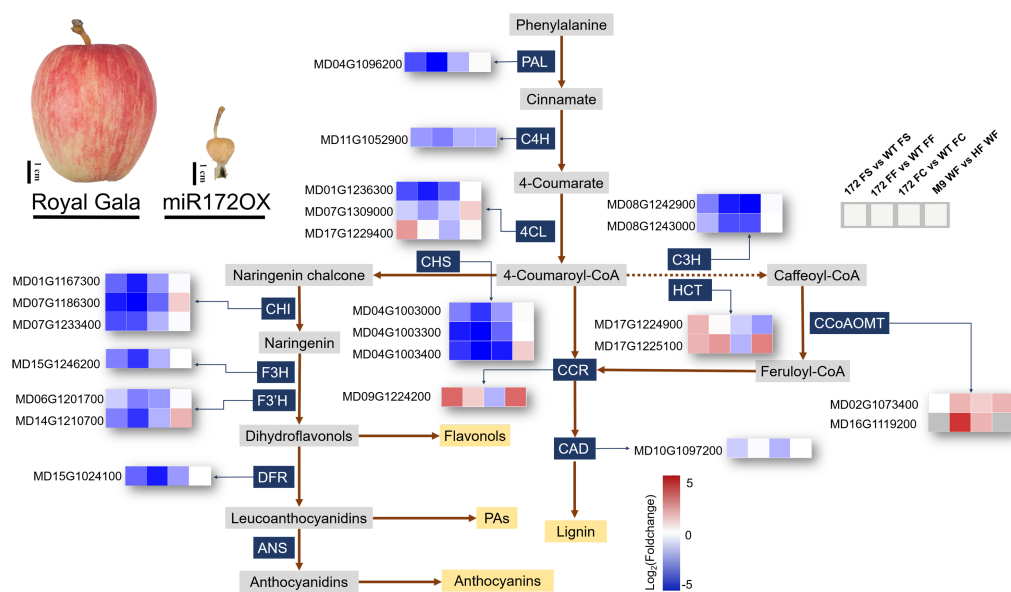 Phenylalanine
MD04G1096200
PAL
Cinnamate
MD11G1052900
C4H
1 cm
1 cm
Royal Gala
miR172OX
172 FS vs WT FS
172 FF vs WT FF
172 FC vs WT FC
M9 WF vs HF WF
4-Coumarate
MD01G1236300
MD07G1309000
MD17G1229400
4CL
MD08G1242900
MD08G1243000
CHS
C3H
Naringenin chalcone
4-Coumaroyl-CoA
Caffeoyl-CoA
HCT
MD01G1167300
MD07G1186300
MD07G1233400
CHI
MD04G1003000
MD04G1003300
MD04G1003400
MD17G1224900
MD17G1225100
CCoAOMT
Naringenin
MD15G1246200
F3H
CCR
Feruloyl-CoA
MD06G1201700
MD14G1210700
F3'H
MD09G1224200
MD02G1073400
MD16G1119200
Dihydroflavonols
Flavonols
CAD
MD10G1097200
MD15G1024100
DFR
Leucoanthocyanidins
PAs
Lignin
5
0
-5
Log2(Foldchange)
ANS
Anthocyanidins
Anthocyanins